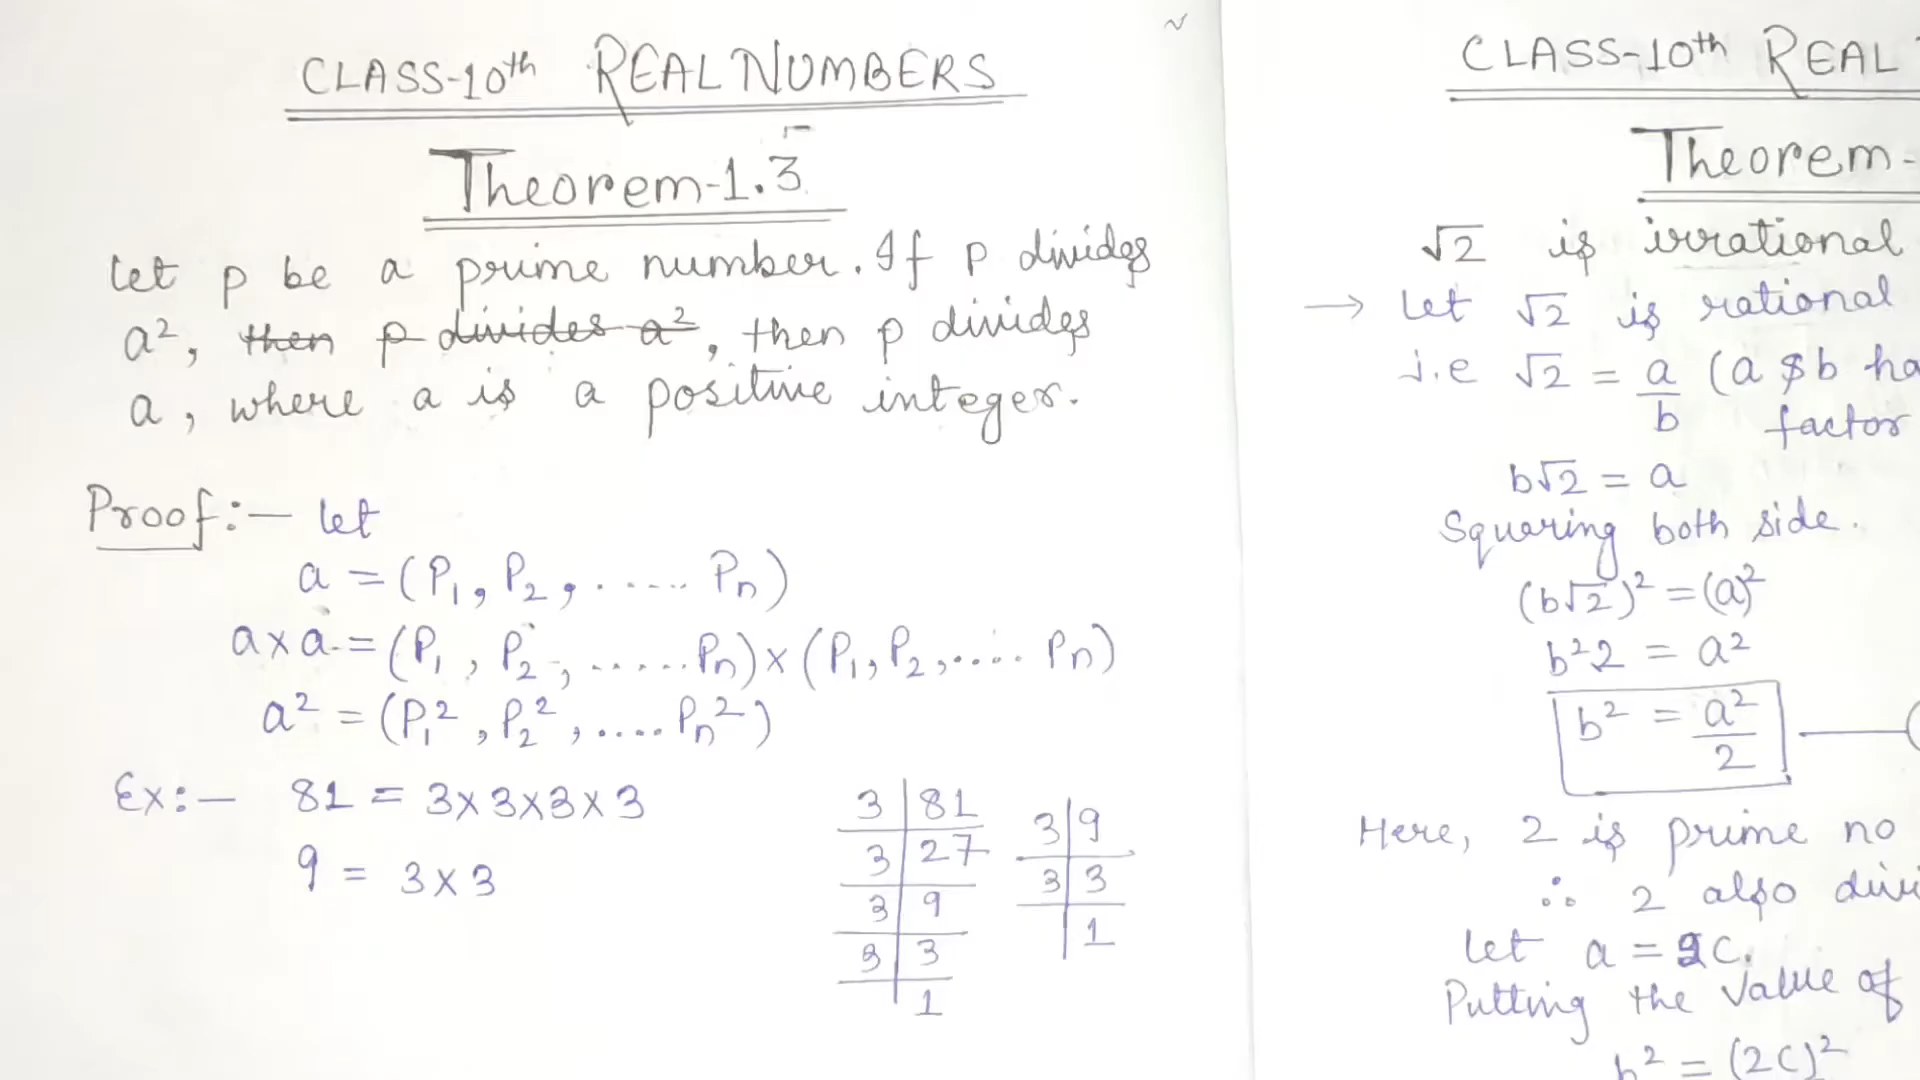 CLASS-10th REAL NUMBERS
Theorem-1.3
let p be a prime number. If p divides
a², then p divides a², then p divides
a, where a is a positive integer.
Proof:- let
a = (P₁, P₂, ...... Pn)
a×a = (P₁, P₂, ...... Pn) × (P₁, P₂, ..... Pn)
a² = (P₁², P₂², .... Pn²)
Ex:- 81 = 3×3×3×3
9 = 3×3
3 | 81
3 | 27
3 | 9
3 | 3
1
3 | 9
3 | 3
1
CLASS-10th REAL
Theorem-
√2 is irrational
→ Let √2 is rational
i.e √2 = a/b (a & b ha
factor
b√2 = a
Squaring both side.
(b√2)² = (a)²
b²2 = a²
b² = a²/2
Here, 2 is prime no
∴ 2 also divi
let a = 2c.
Putting the value of
b² = (2c)²